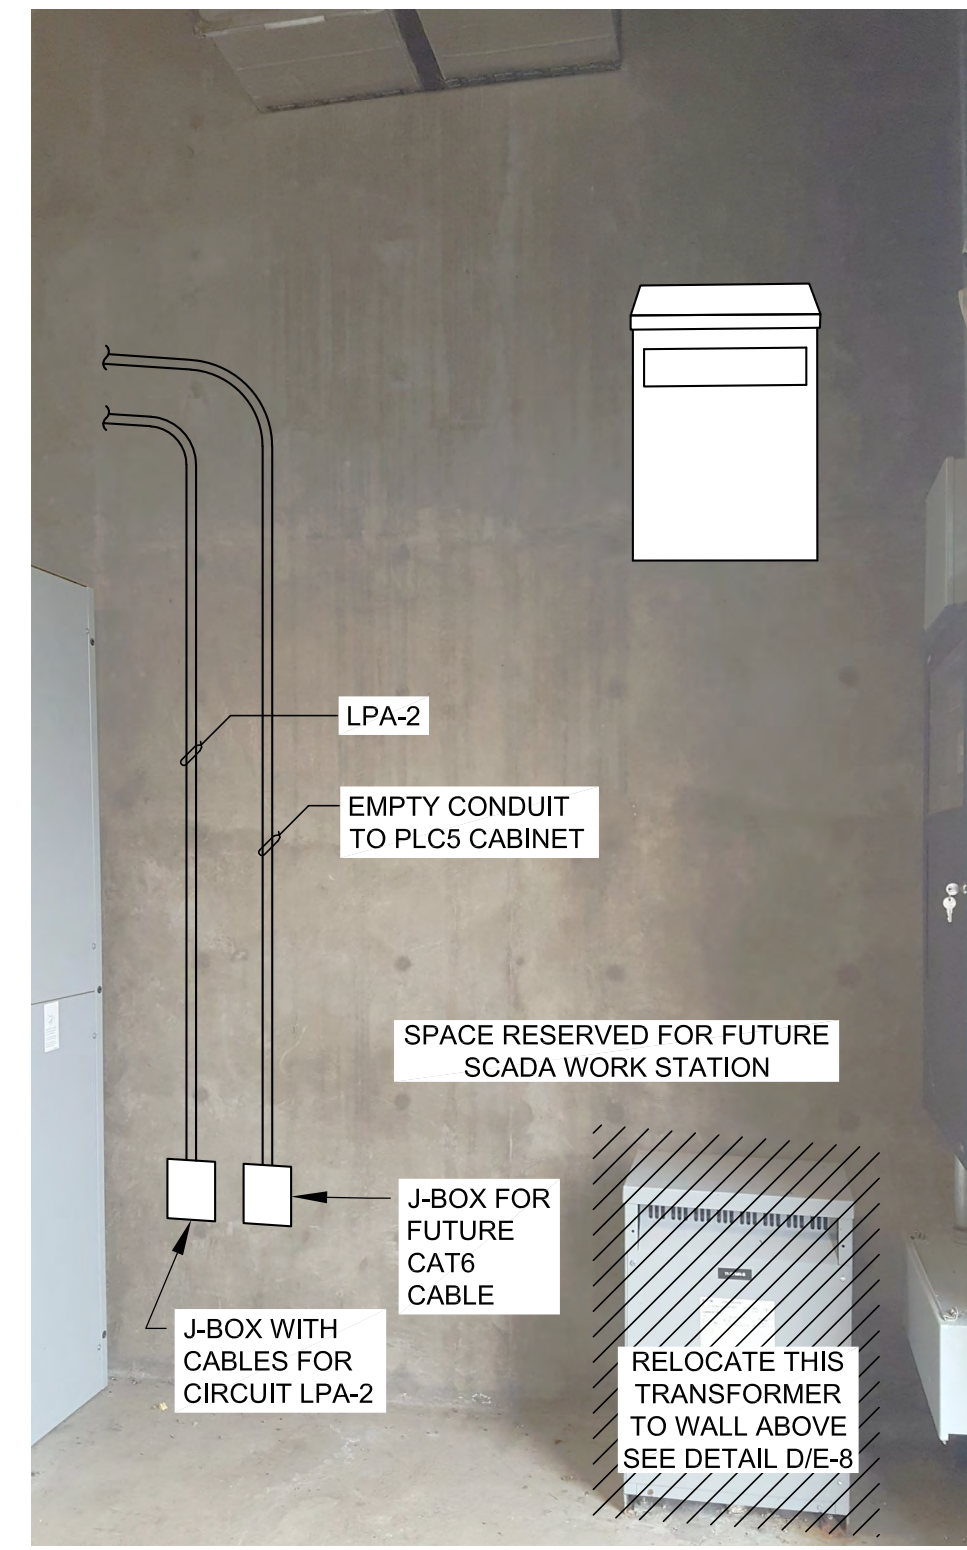 LPA-2
EMPTY CONDUIT
TO PLC5 CABINET
SPACE RESERVED FOR FUTURE
SCADA WORK STATION
J-BOX FOR
FUTURE
CAT6
CABLE
J-BOX WITH
CABLES FOR
CIRCUIT LPA-2
RELOCATE THIS
TRANSFORMER
TO WALL ABOVE
SEE DETAIL D/E-8